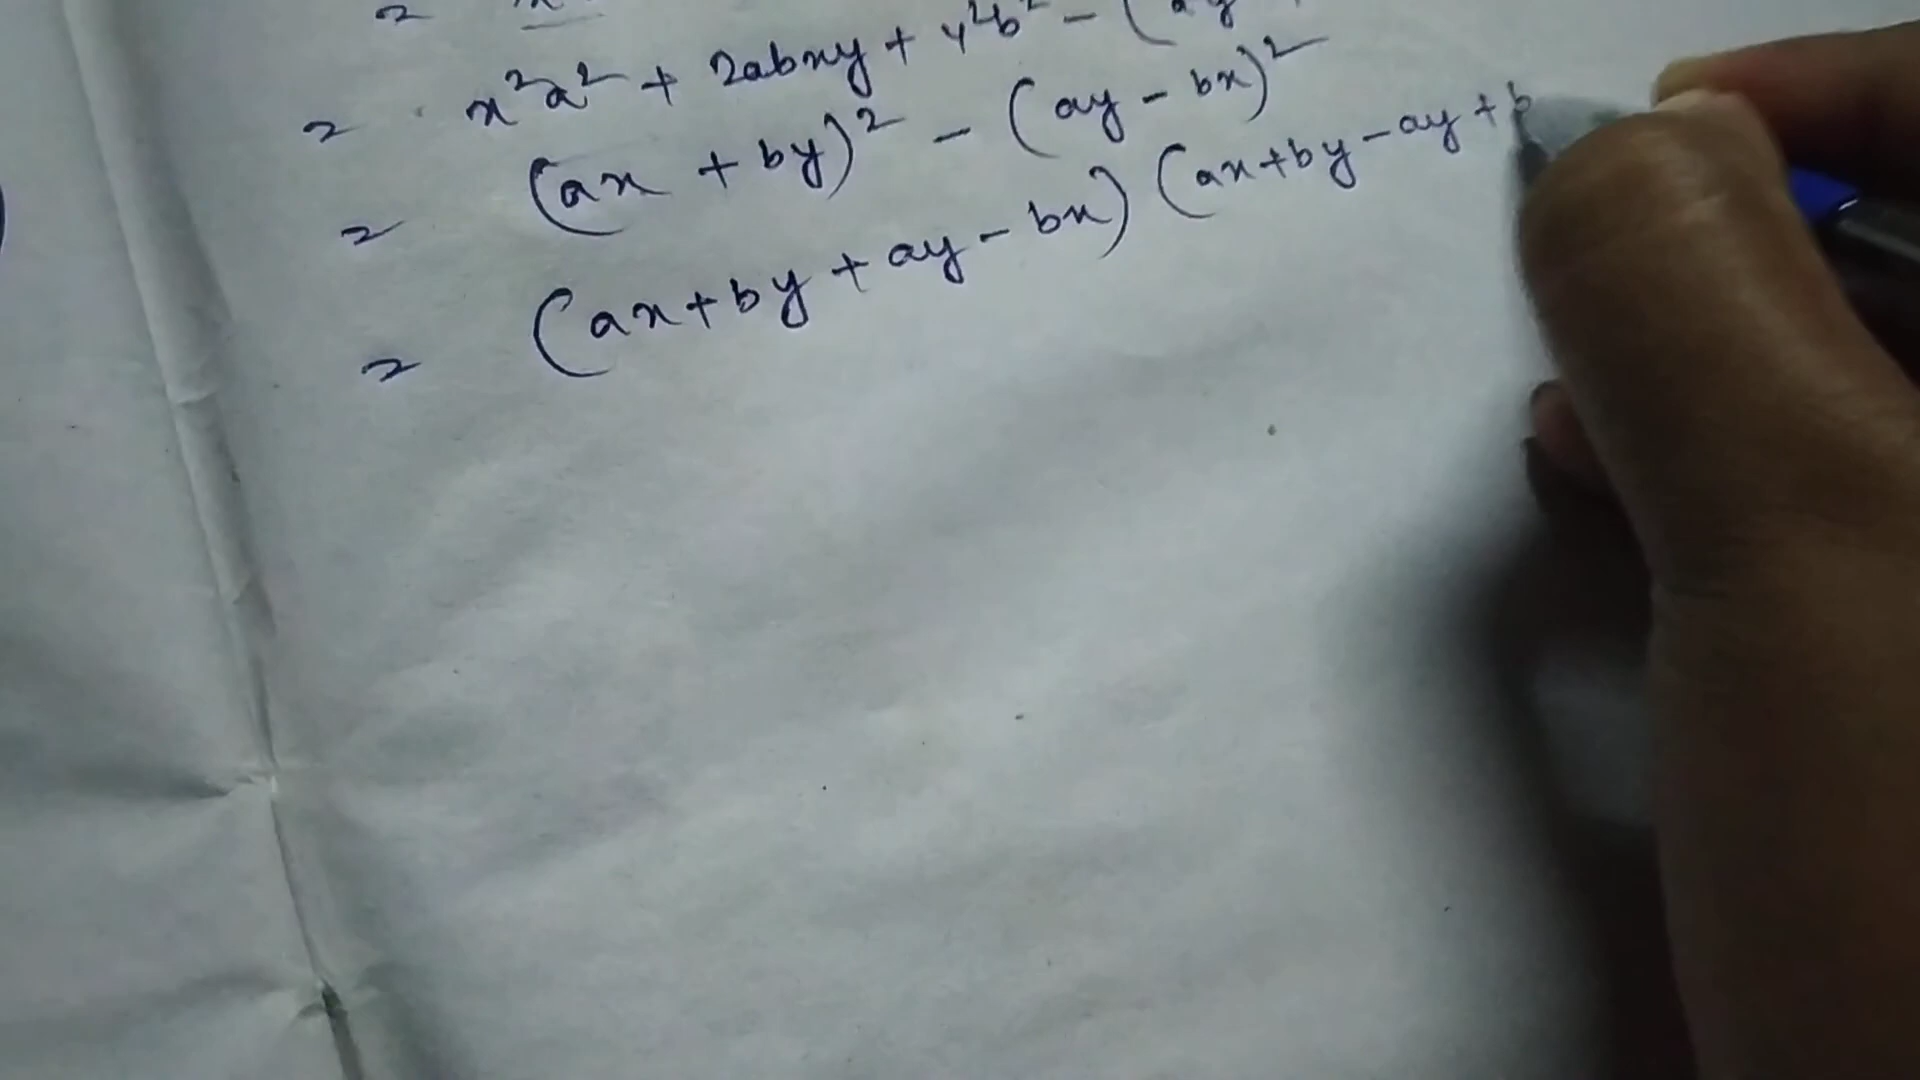 =
= x²a² + 2abxy + y²b² - (ay
= (ax + by)² - (ay - bx)²
= (ax+by + ay - bx) (ax+by - ay + b